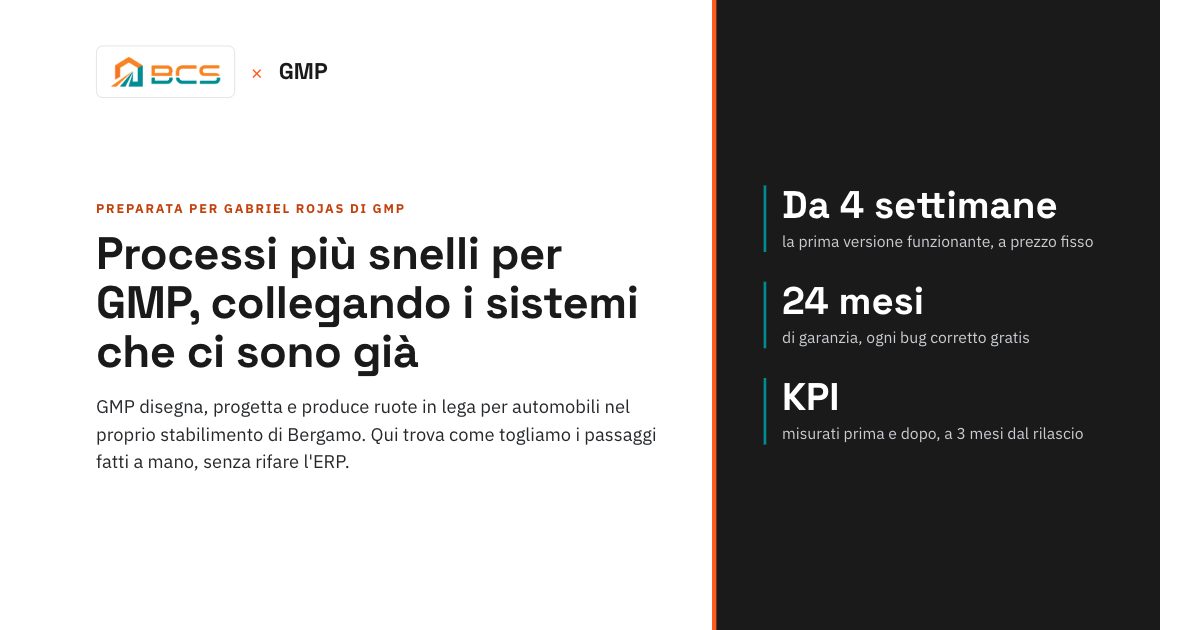 BCS × GMP
PREPARATA PER GABRIEL ROJAS DI GMP
Processi più snelli per
GMP, collegando i sistemi
che ci sono già
GMP disegna, progetta e produce ruote in lega per automobili nel
proprio stabilimento di Bergamo. Qui trova come togliamo i passaggi
fatti a mano, senza rifare l'ERP.
Da 4 settimane
la prima versione funzionante, a prezzo fisso
24 mesi
di garanzia, ogni bug corretto gratis
KPI
misurati prima e dopo, a 3 mesi dal rilascio